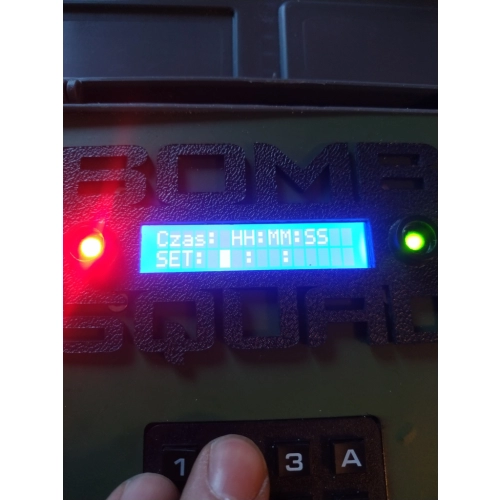 BOMB
Czas: HH:MM:SS
SET: : :
SQUAD
1 3 A